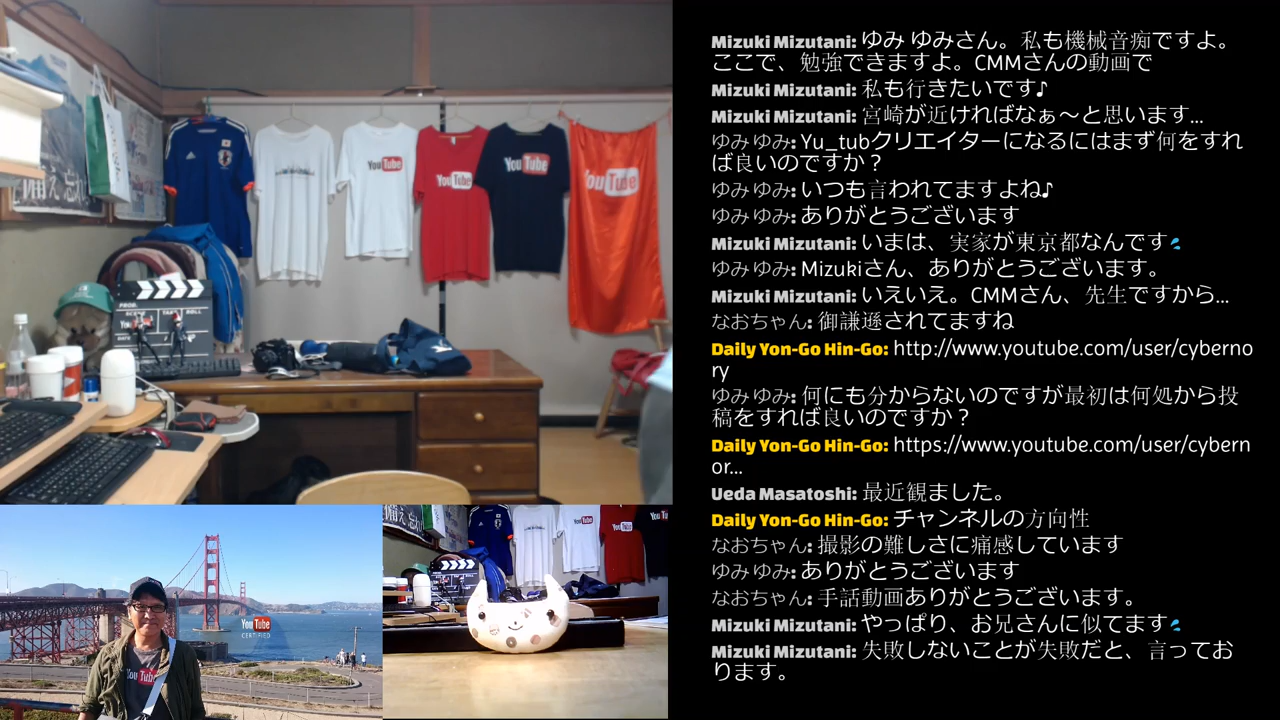 Mizuki Mizutani: ゆみ ゆみさん。私も機械音痴ですよ。
ここで、勉強できますよ。CMMさんの動画で
Mizuki Mizutani: 私も行きたいです♪
Mizuki Mizutani: 宮崎が近ければなぁ～と思います...
ゆみ ゆみ: Yu_tubクリエイターになるにはまず何をすれ
ば良いのですか？
ゆみ ゆみ: いつも言われてますよね♪
ゆみ ゆみ: ありがとうございます
Mizuki Mizutani: いまは、実家が東京都なんです💦
ゆみ ゆみ: Mizukiさん、ありがとうございます。
Mizuki Mizutani: いえいえ。CMMさん、先生ですから...
なおちゃん: 御謙遜されてますね
Daily Yon-Go Hin-Go: http://www.youtube.com/user/cyberno
ry
ゆみ ゆみ: 何にも分からないのですが最初は何処から投
稿をすれば良いのですか？
Daily Yon-Go Hin-Go: https://www.youtube.com/user/cybern
or...
Ueda Masatoshi: 最近観ました。
Daily Yon-Go Hin-Go: チャンネルの方向性
なおちゃん: 撮影の難しさに痛感しています
ゆみ ゆみ: ありがとうございます
なおちゃん: 手話動画ありがとうございます。
Mizuki Mizutani: やっぱり、お兄さんに似てます💦
Mizuki Mizutani: 失敗しないことが失敗だと、言ってお
ります。
YouTube
YouTube
YouTube
YouTube
備え 忘れ
YouTube
CERTIFIED
YouTube